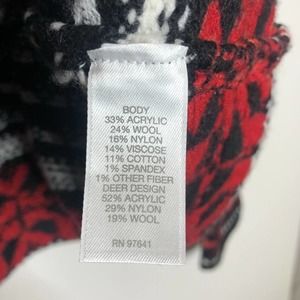 BODY
33% ACRYLIC
24% WOOL
16% NYLON
14% VISCOSE
11% COTTON
1% SPANDEX
1% OTHER FIBER
DEER DESIGN
52% ACRYLIC
29% NYLON
19% WOOL
RN 97641